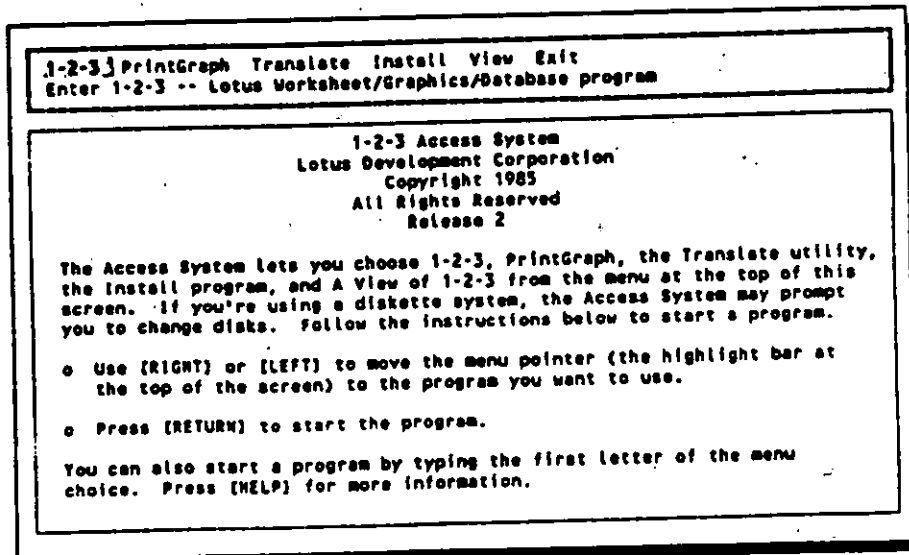 1-2-3 PrintGraph Translate Install View Exit
Enter 1-2-3 -- Lotus Worksheet/Graphics/Database program
1-2-3 Access System
Lotus Development Corporation
Copyright 1985
All Rights Reserved
Release 2
The Access System lets you choose 1-2-3, PrintGraph, the Translate utility,
the Install program, and A View of 1-2-3 from the menu at the top of this
screen. If you're using a diskette system, the Access System may prompt
you to change disks. Follow the instructions below to start a program.
o Use [RIGHT] or [LEFT] to move the menu pointer (the highlight bar at
the top of the screen) to the program you want to use.
o Press [RETURN] to start the program.
You can also start a program by typing the first letter of the menu
choice. Press [HELP] for more information.